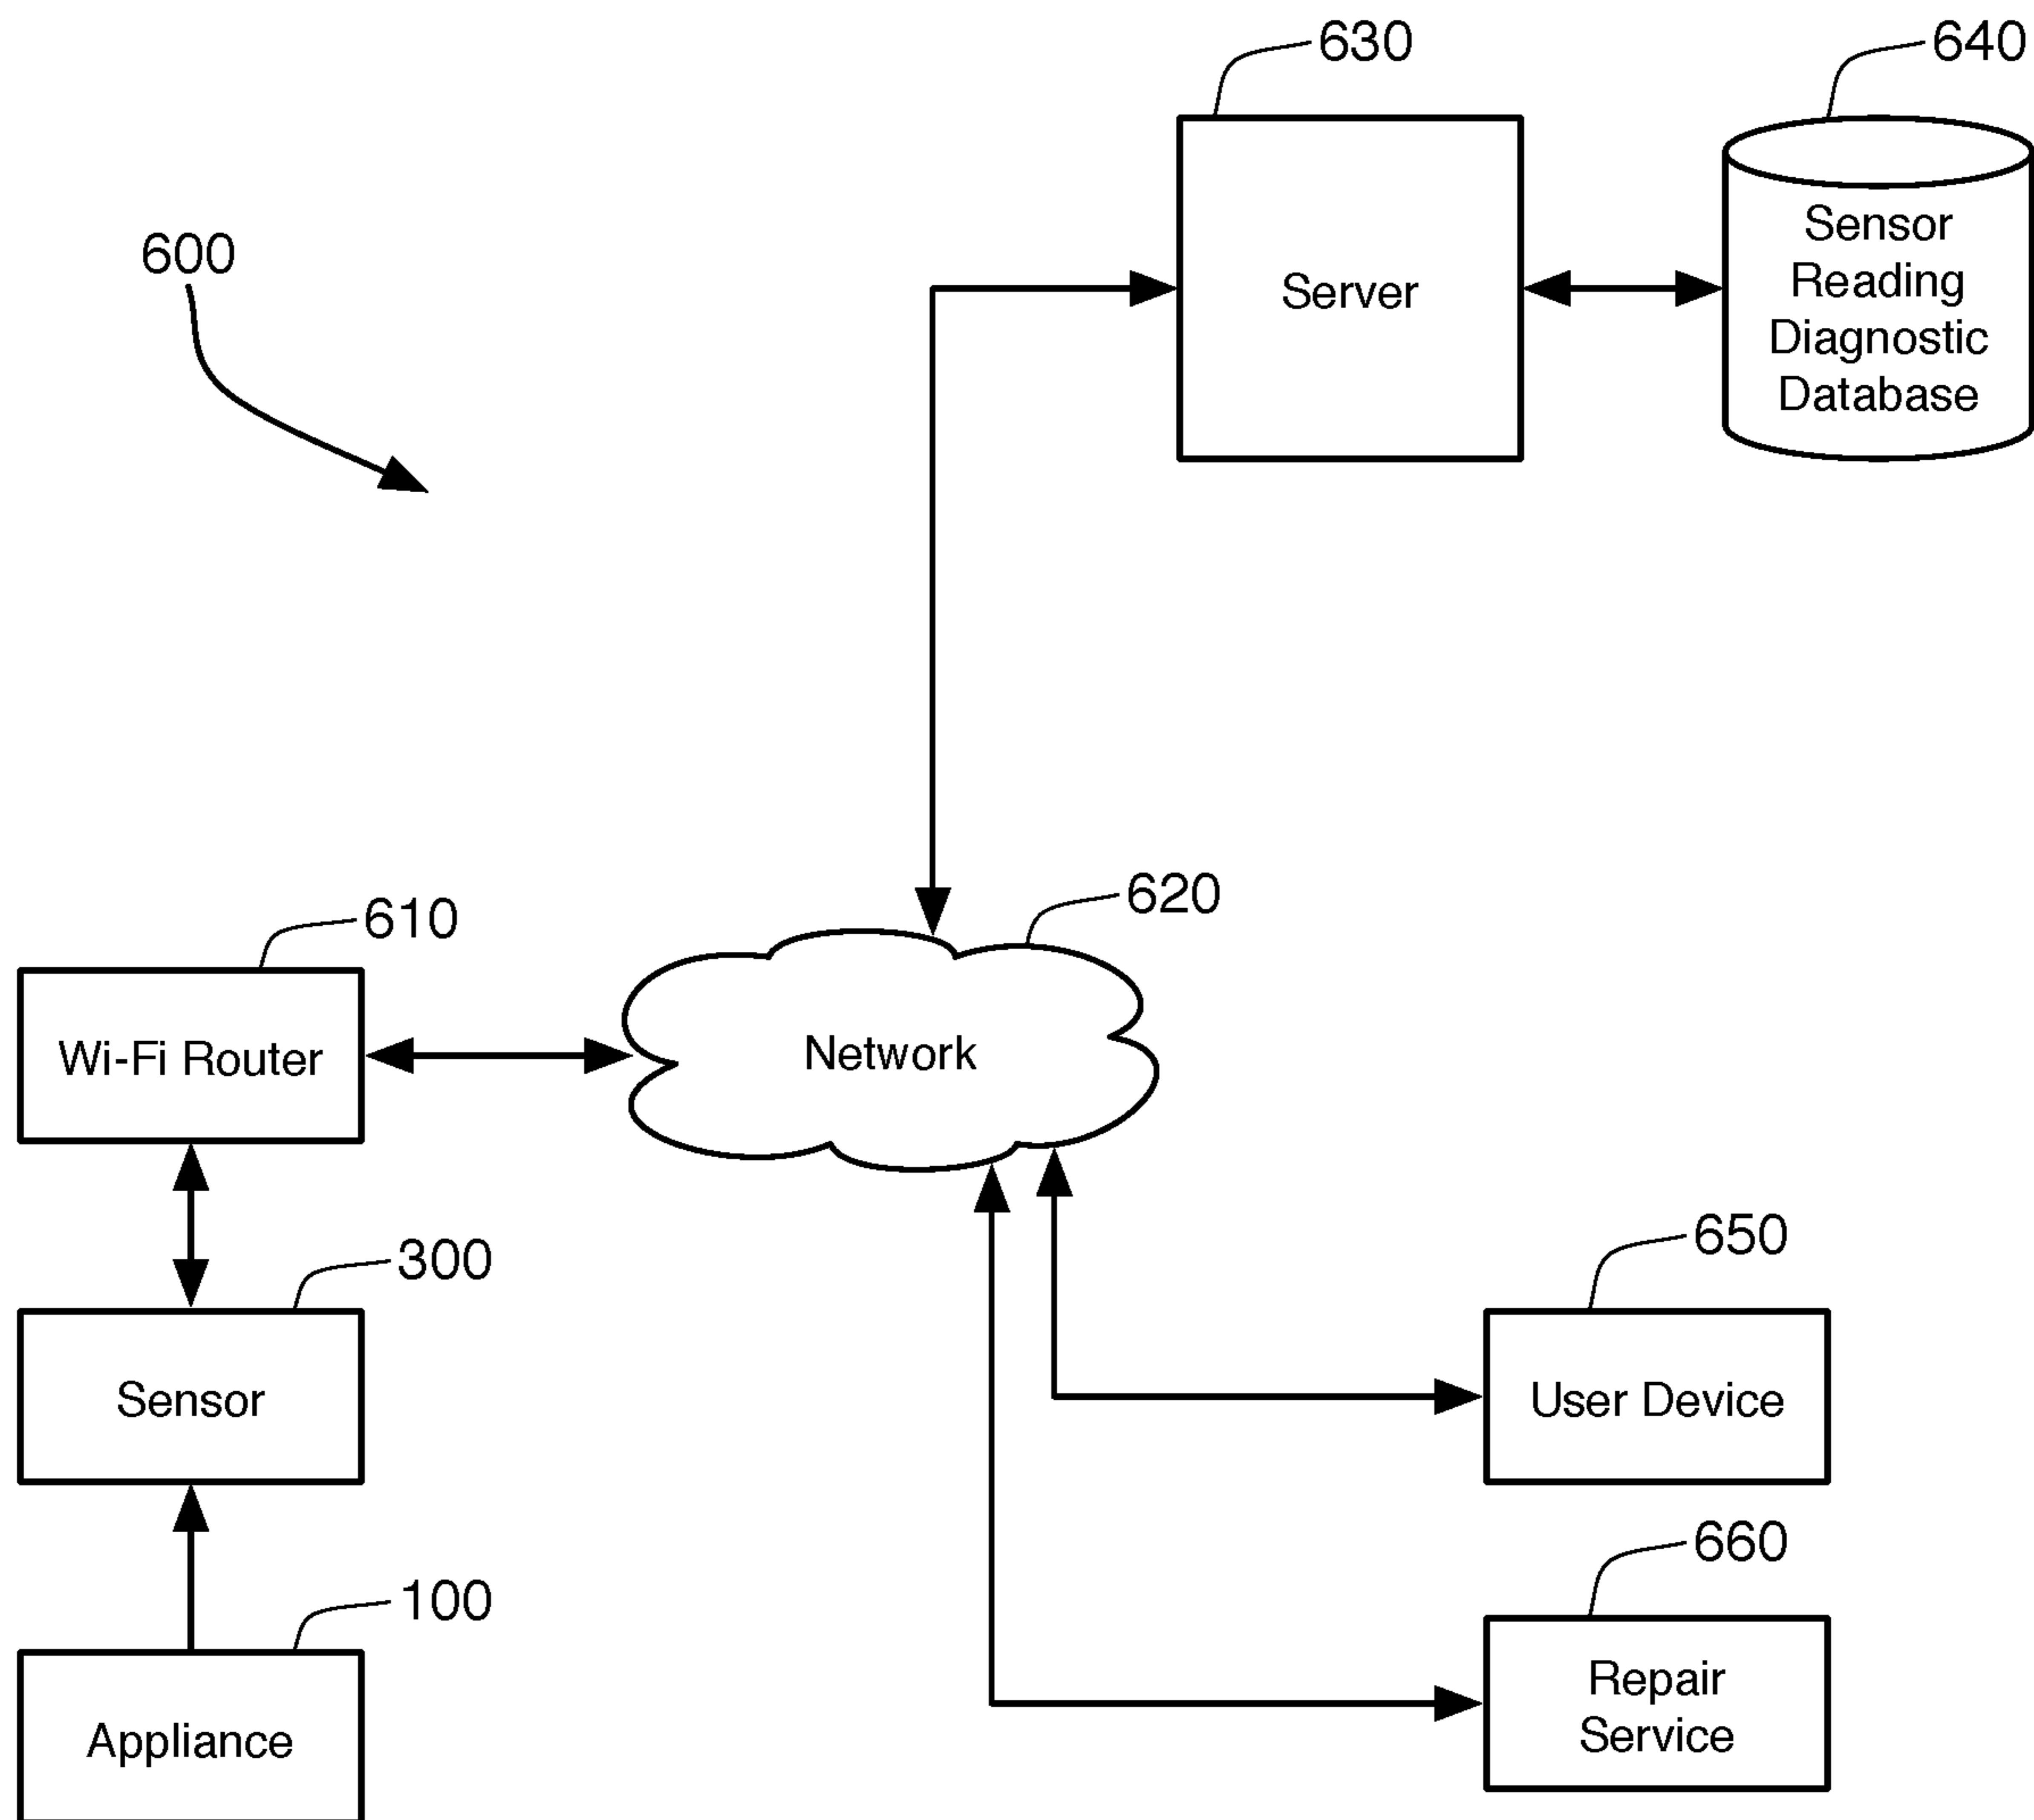 630
640
600
Server
Sensor
Reading
Diagnostic
Database
620
610
Wi-Fi Router
Network
300
650
Sensor
User Device
660
100
Repair
Service
Appliance